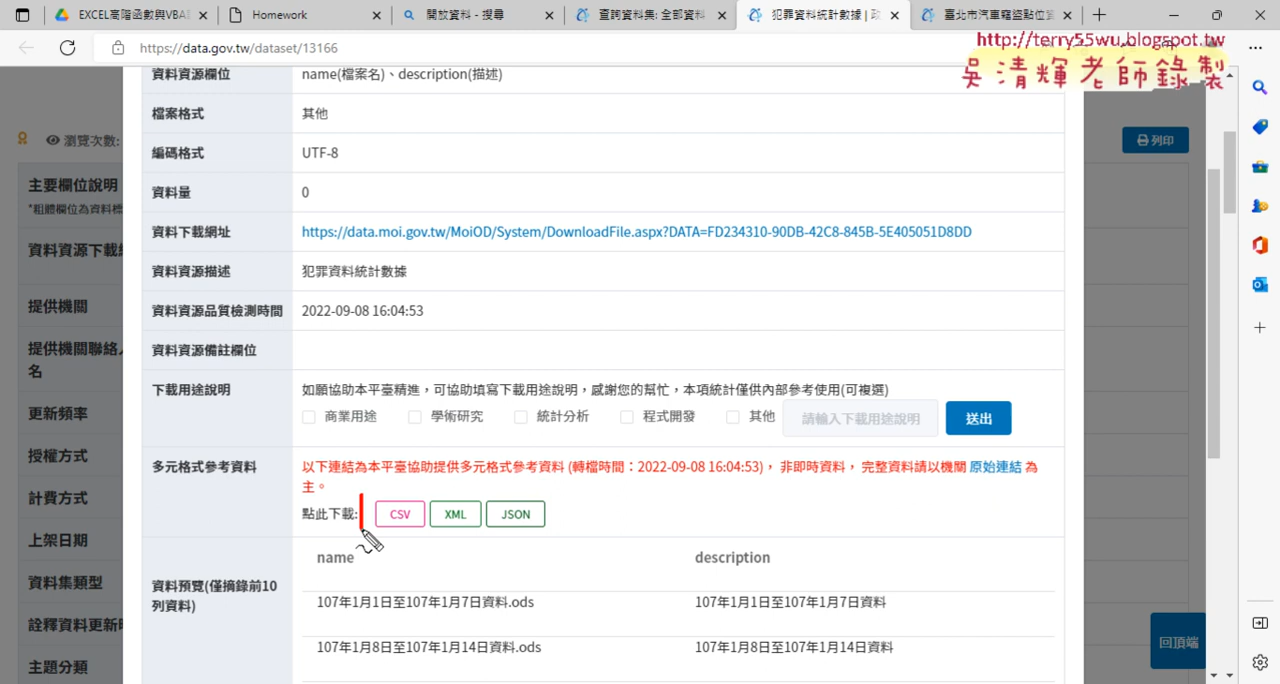 EXCEL高階函數與VBA
Homework
開放資料 - 搜尋
查詢資料集: 全部資料
犯罪資料統計數據 | 政
臺北市汽車竊盜點位資
https://data.gov.tw/dataset/13166
http://terry55wu.blogspot.tw
吳清輝老師錄製
資料資源欄位 name(檔案名)、description(描述)
檔案格式 其他
瀏覽次數:
列印
編碼格式 UTF-8
主要欄位說明
*粗體欄位為資料標
資料量 0
資料下載網址 https://data.moi.gov.tw/MoiOD/System/DownloadFile.aspx?DATA=FD234310-90DB-42C8-845B-5E405051D8DD
資料資源下載
資料資源描述 犯罪資料統計數據
提供機關
資料資源品質檢測時間 2022-09-08 16:04:53
提供機關聯絡
名
資料資源備註欄位
下載用途說明 如願協助本平臺精進，可協助填寫下載用途說明，感謝您的幫忙，本項統計僅供內部參考使用(可複選)
更新頻率
商業用途 學術研究 統計分析 程式開發 其他 請輸入下載用途說明 送出
授權方式
多元格式參考資料 以下連結為本平臺協助提供多元格式參考資料 (轉檔時間：2022-09-08 16:04:53)， 非即時資料， 完整資料請以機關 原始連結 為
主。
計費方式
點此下載: CSV XML JSON
上架日期
name description
資料集類型
資料預覽(僅摘錄前10
列資料)
107年1月1日至107年1月7日資料.ods 107年1月1日至107年1月7日資料
詮釋資料更新
回頂端
107年1月8日至107年1月14日資料.ods 107年1月8日至107年1月14日資料
主題分類